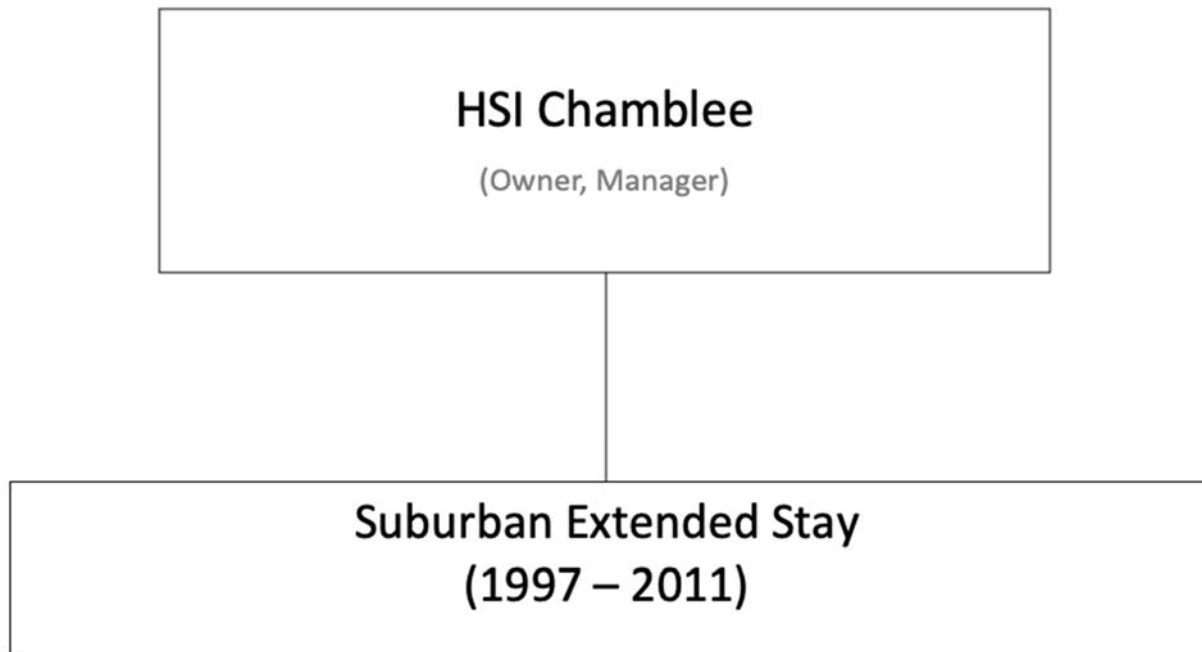 HSI Chamblee
(Owner, Manager)
Suburban Extended Stay
(1997 – 2011)